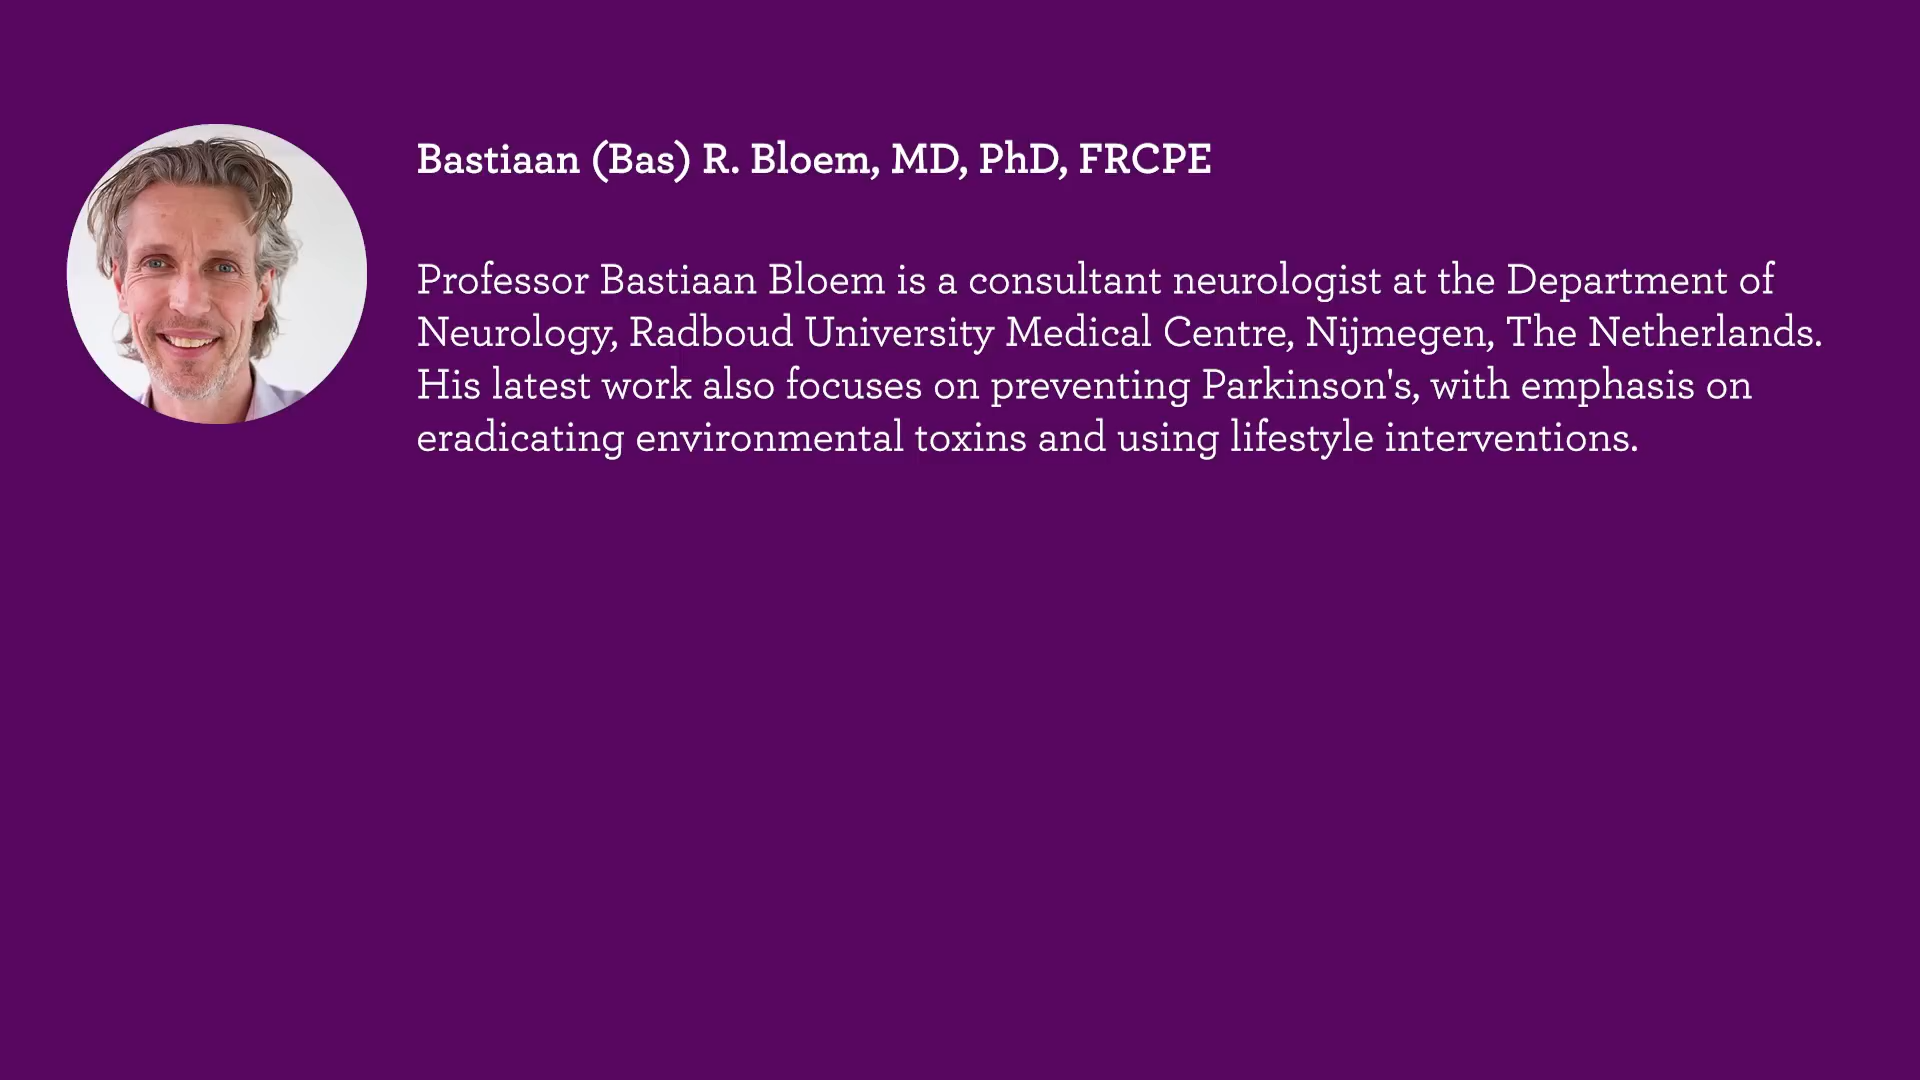 Bastiaan (Bas) R. Bloem, MD, PhD, FRCPE
Professor Bastiaan Bloem is a consultant neurologist at the Department of
Neurology, Radboud University Medical Centre, Nijmegen, The Netherlands.
His latest work also focuses on preventing Parkinson's, with emphasis on
eradicating environmental toxins and using lifestyle interventions.